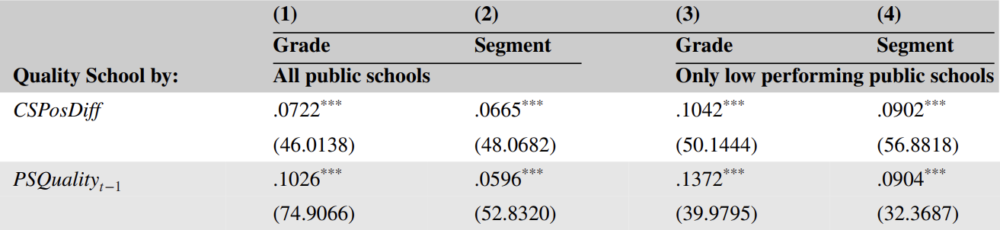 (1) (2) (3) (4)
Grade Segment Grade Segment
Quality School by: All public schools Only low performing public schools
CSPosDiff .0722*** .0665*** .1042*** .0902***
(46.0138) (48.0682) (50.1444) (56.8818)
PSQuality t−1 .1026*** .0596*** .1372*** .0904***
(74.9066) (52.8320) (39.9795) (32.3687)